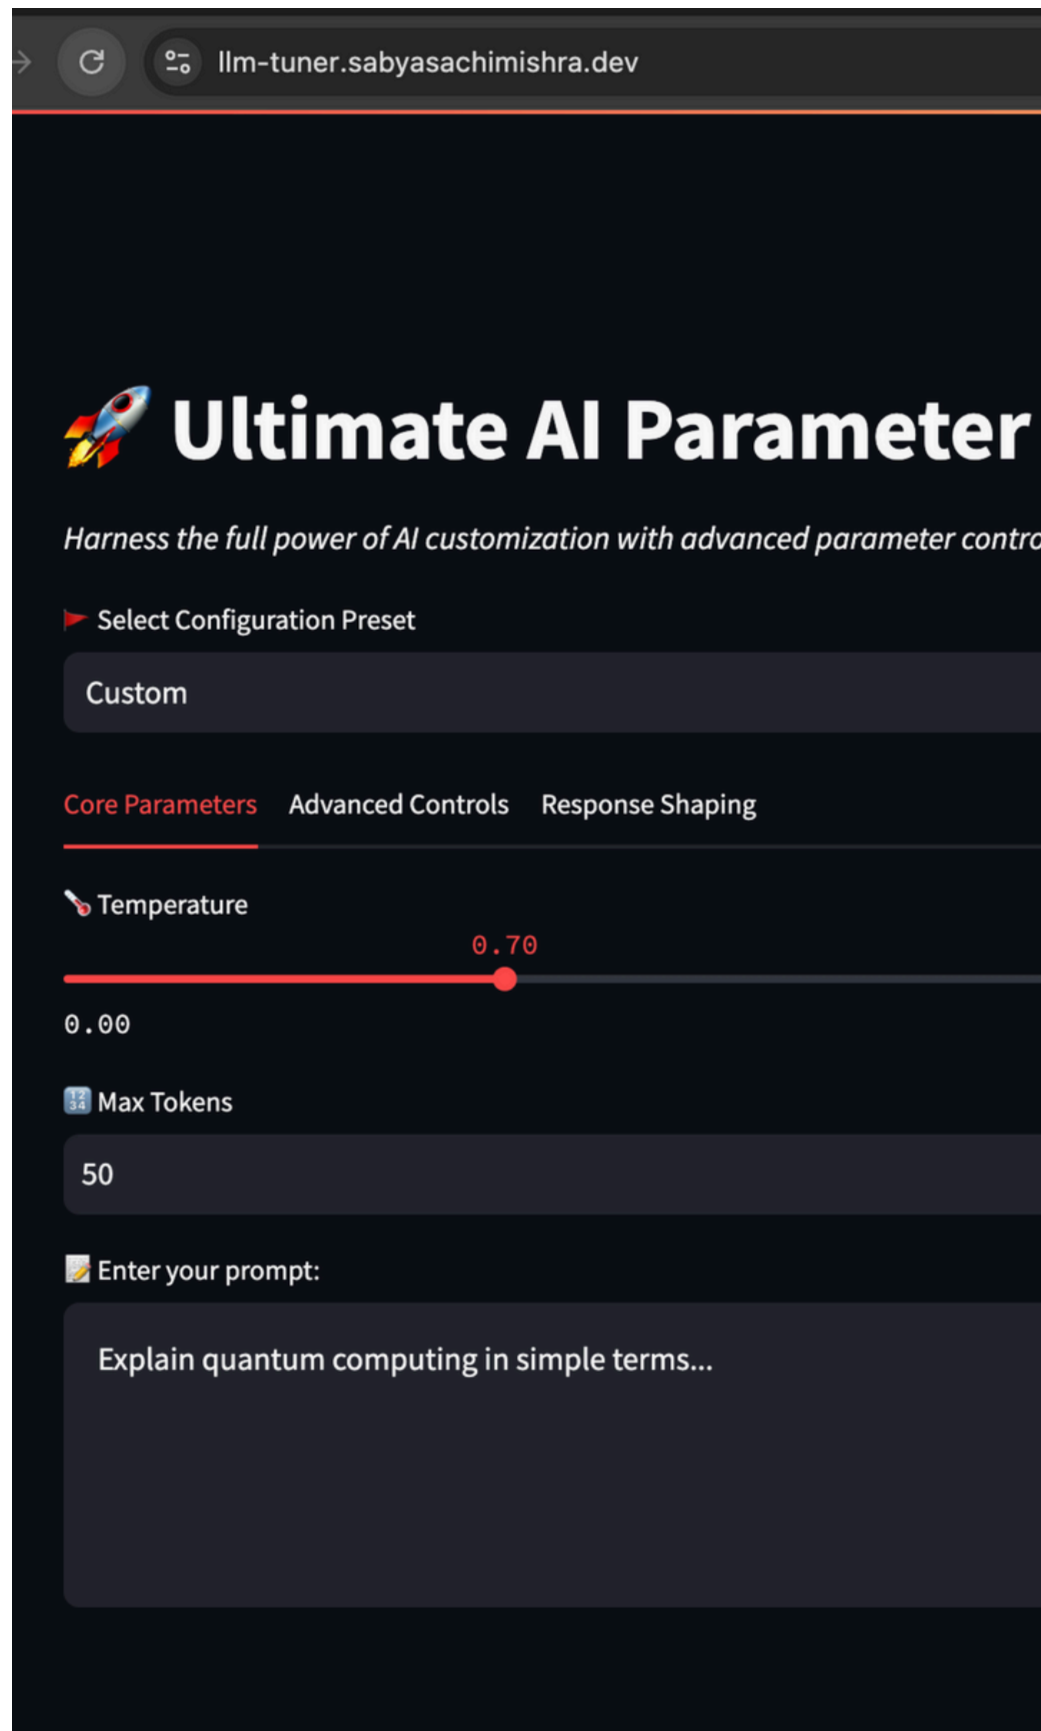 llm-tuner.sabyasachimishra.dev
Ultimate AI Parameter
Harness the full power of AI customization with advanced parameter contro
Select Configuration Preset
Custom
Core Parameters Advanced Controls Response Shaping
Temperature
0.70
0.00
Max Tokens
50
Enter your prompt:
Explain quantum computing in simple terms...